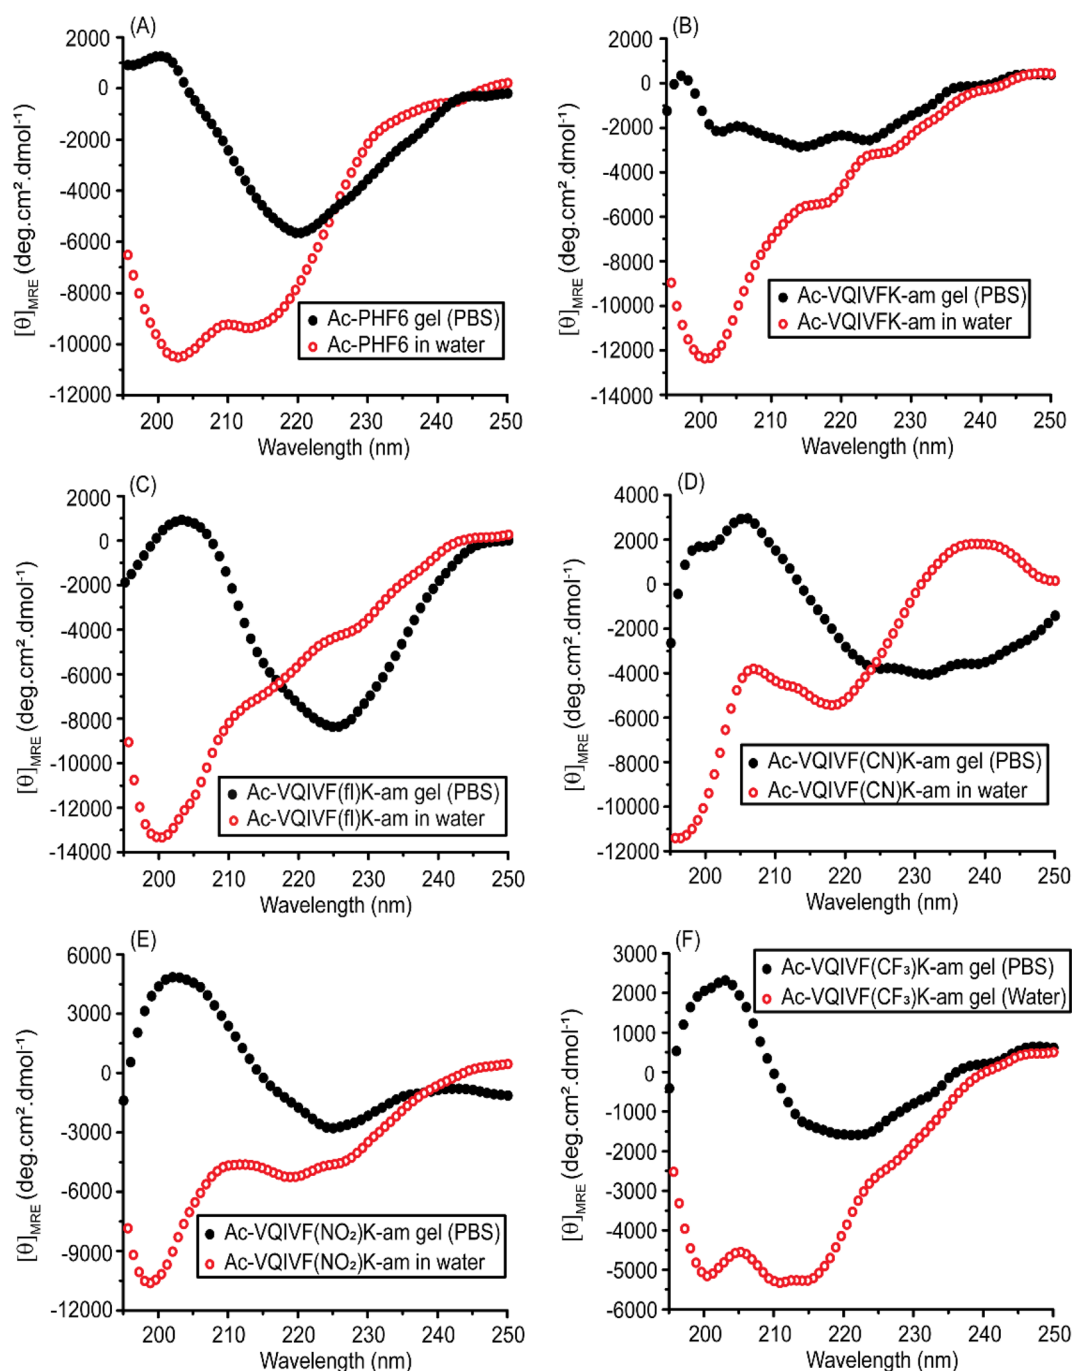 (A)
2000
0
-2000
-4000
-6000
-8000
-10000
-12000
[θ]MRE (deg.cm².dmol⁻¹)
Ac-PHF6 gel (PBS)
Ac-PHF6 in water
200 210 220 230 240 250
Wavelength (nm)
(B)
2000
0
-2000
-4000
-6000
-8000
-10000
-12000
-14000
[θ]MRE (deg.cm².dmol⁻¹)
Ac-VQIVFK-am gel (PBS)
Ac-VQIVFK-am in water
200 210 220 230 240 250
Wavelength (nm)
(C)
2000
0
-2000
-4000
-6000
-8000
-10000
-12000
-14000
[θ]MRE (deg.cm².dmol⁻¹)
Ac-VQIVF(fl)K-am gel (PBS)
Ac-VQIVF(fl)K-am in water
200 210 220 230 240 250
Wavelength (nm)
(D)
4000
2000
0
-2000
-4000
-6000
-8000
-10000
-12000
[θ]MRE (deg.cm².dmol⁻¹)
Ac-VQIVF(CN)K-am gel (PBS)
Ac-VQIVF(CN)K-am in water
200 210 220 230 240 250
Wavelength (nm)
(E)
6000
3000
0
-3000
-6000
-9000
-12000
[θ]MRE (deg.cm².dmol⁻¹)
Ac-VQIVF(NO₂)K-am gel (PBS)
Ac-VQIVF(NO₂)K-am in water
200 210 220 230 240 250
Wavelength (nm)
(F)
3000
2000
1000
0
-1000
-2000
-3000
-4000
-5000
-6000
[θ]MRE (deg.cm².dmol⁻¹)
Ac-VQIVF(CF₃)K-am gel (PBS)
Ac-VQIVF(CF₃)K-am gel (Water)
200 210 220 230 240 250
Wavelength (nm)